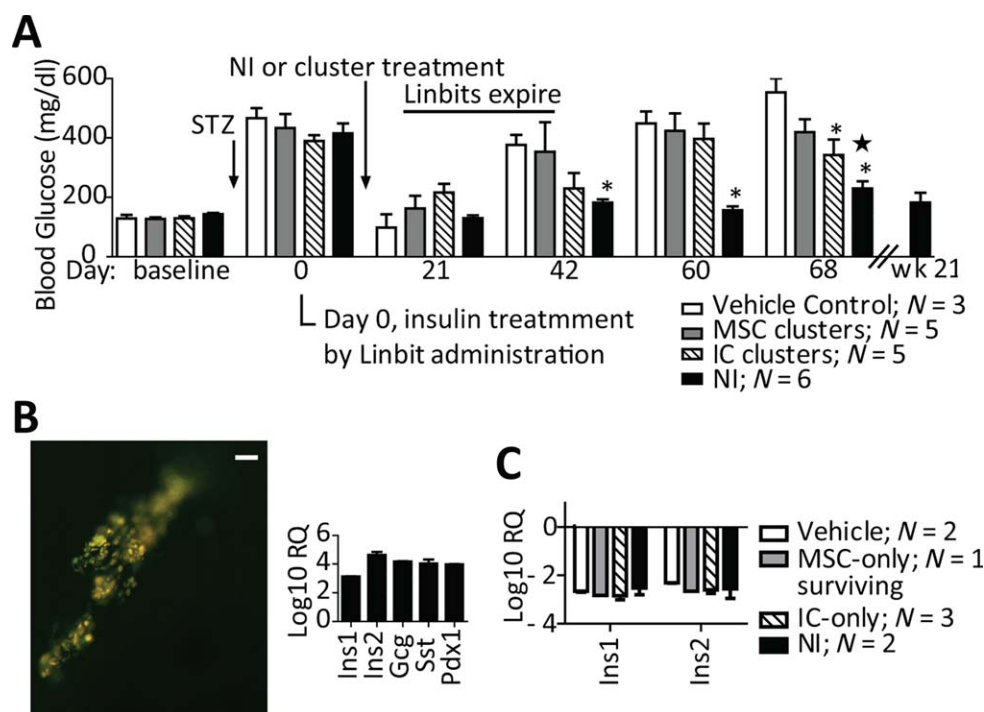 A
Blood Glucose (mg/dl)
600
400
200
0
STZ
NI or cluster treatment
Linbits expire
*
*
*
★
*
Day: baseline 0 21 42 60 68 wk 21
Day 0, insulin treatmment
by Linbit administration
Vehicle Control; N = 3
MSC clusters; N = 5
IC clusters; N = 5
NI; N = 6
B
Log10 RQ
6
4
2
0
Ins1
Ins2
Gcg
Sst
Pdx1
C
Log10 RQ
0
- 2
- 4
Ins1 Ins2
Vehicle; N = 2
MSC-only; N = 1
surviving
IC-only; N = 3
NI; N = 2